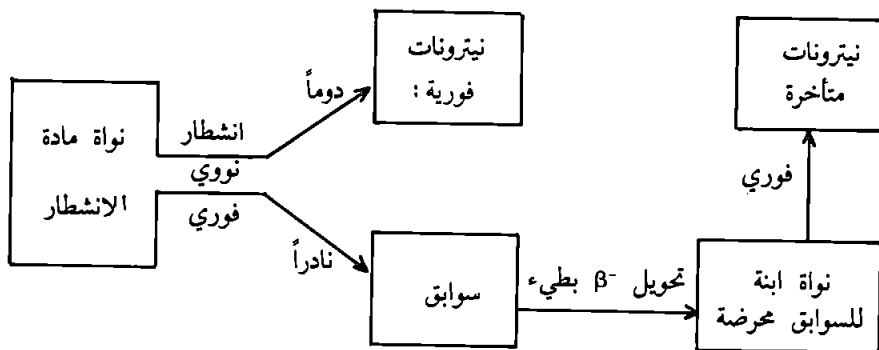 نيترونات
فورية :
نيترونات
متأخرة
دوماً
انشطار
نووي
فوري
نواة مادة
الانشطار
نادراً
فوري
سوابق
تحويل β⁻ بطيء
نواة ابنة
للسوابق محرضة